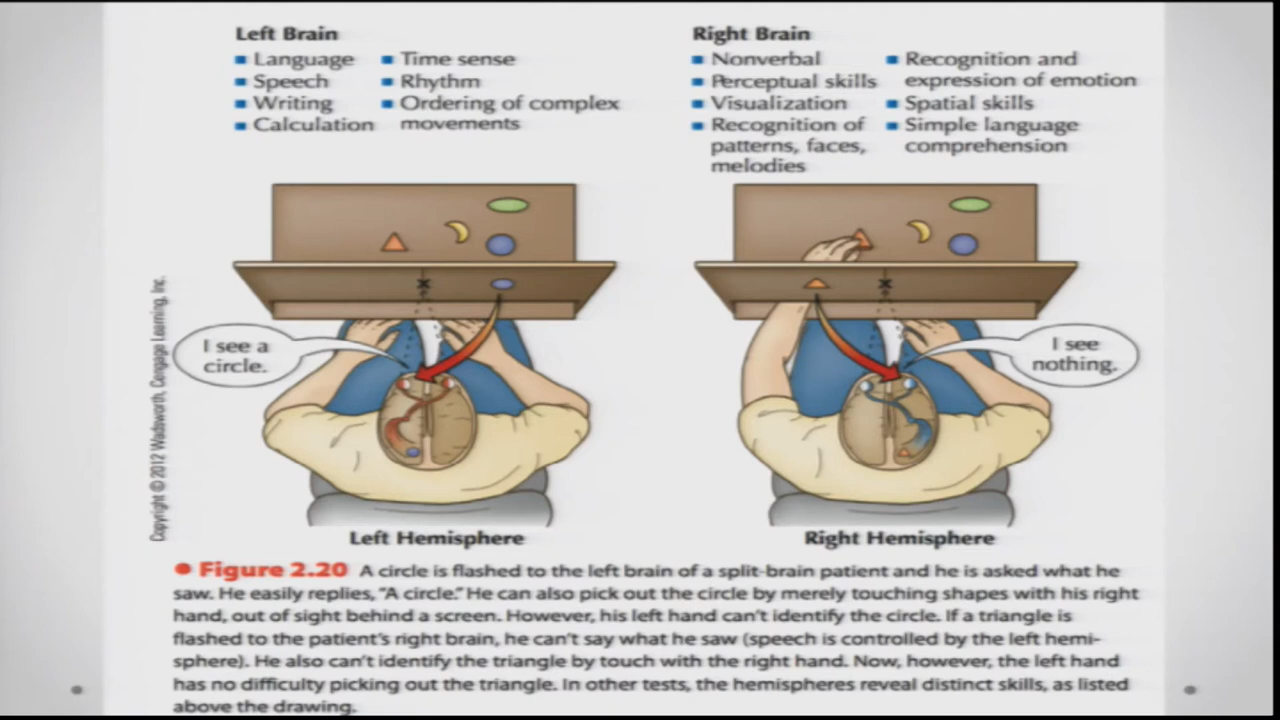 Left Brain
Language
Speech
Writing
Calculation
Time sense
Rhythm
Ordering of complex
movements
Right Brain
Nonverbal
Perceptual skills
Visualization
Recognition of
patterns, faces,
melodies
Recognition and
expression of emotion
Spatial skills
Simple language
comprehension
Copyright © 2012 Wadsworth, Cengage Learning, Inc.
x
I see a
circle.
x
I see
nothing.
Left Hemisphere
Right Hemisphere
Figure 2.20 A circle is flashed to the left brain of a split-brain patient and he is asked what he
saw. He easily replies, "A circle." He can also pick out the circle by merely touching shapes with his right
hand, out of sight behind a screen. However, his left hand can't identify the circle. If a triangle is
flashed to the patient's right brain, he can't say what he saw (speech is controlled by the left hemi-
sphere). He also can't identify the triangle by touch with the right hand. Now, however, the left hand
has no difficulty picking out the triangle. In other tests, the hemispheres reveal distinct skills, as listed
above the drawing.